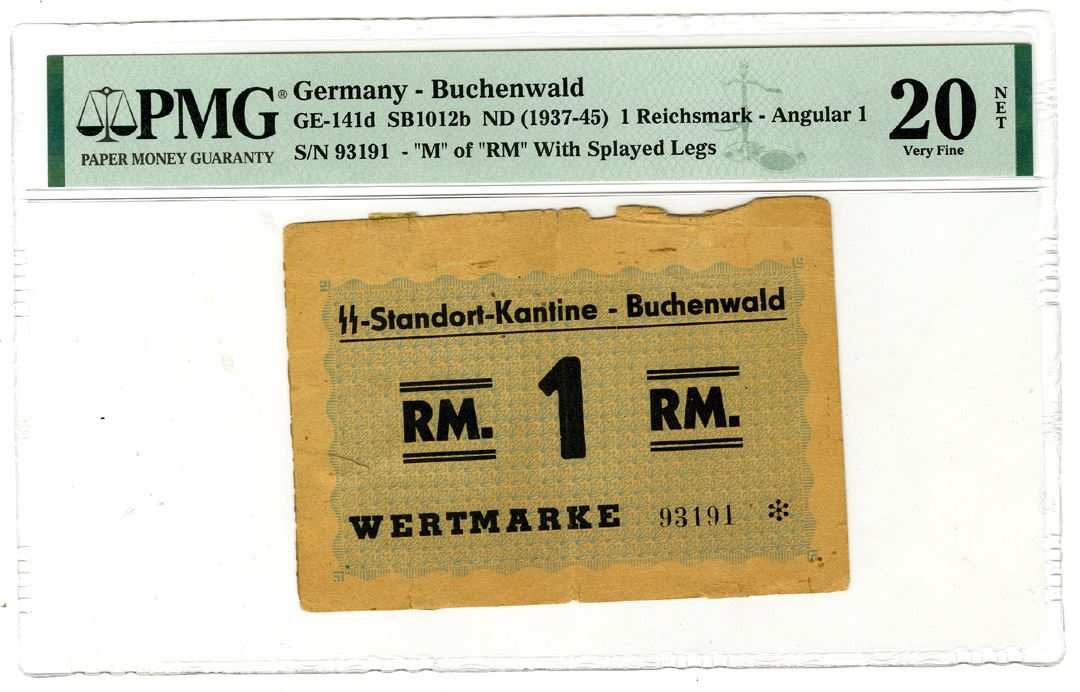 PMG®
PAPER MONEY GUARANTY
Germany - Buchenwald
GE-141d SB1012b ND (1937-45) 1 Reichsmark - Angular 1
S/N 93191 - "M" of "RM" With Splayed Legs
20
NET
Very Fine
ϟϟ-Standort-Kantine - Buchenwald
RM. 1 RM.
WERTMARKE 93191 *